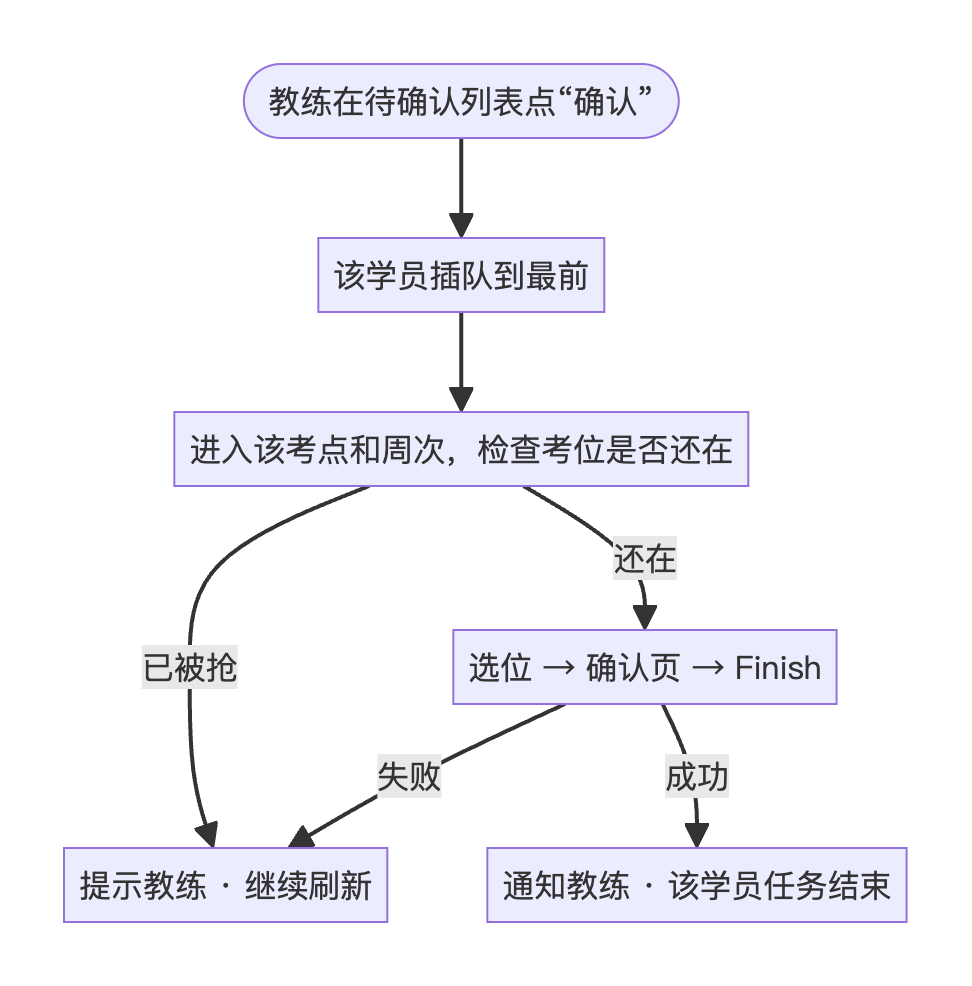 教练在待确认列表点“确认”
该学员插队到最前
进入该考点和周次，检查考位是否还在
还在
已被抢
选位 → 确认页 → Finish
失败
成功
提示教练 · 继续刷新
通知教练 · 该学员任务结束